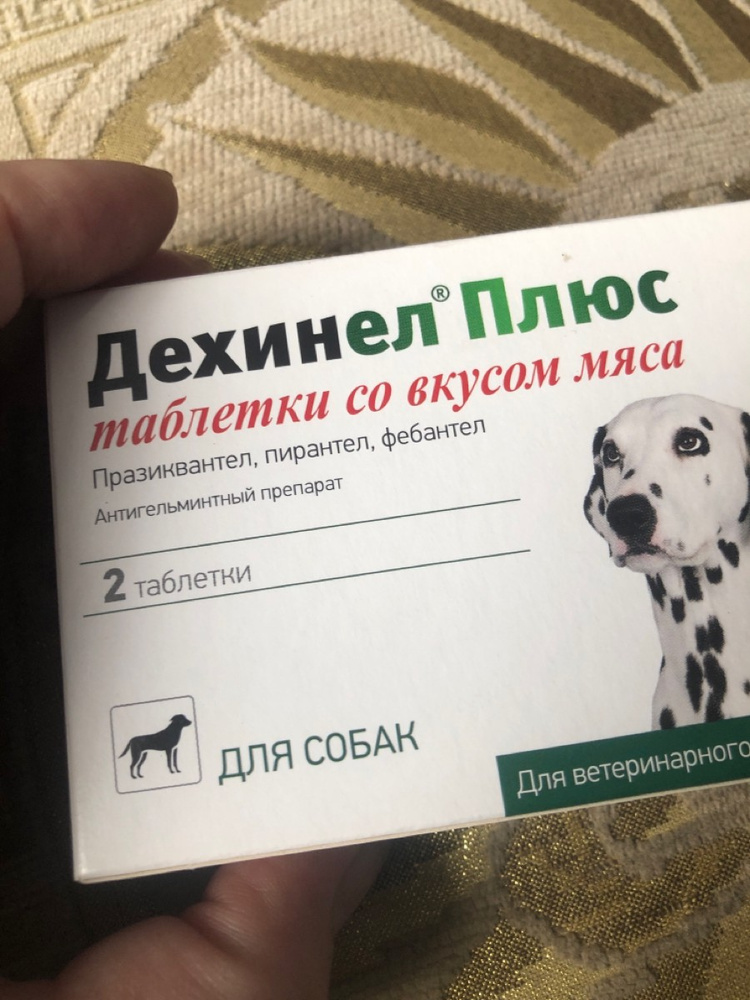 Дехинел® Плюс
таблетки со вкусом мяса
Празиквантел, пирантел, фебантел
Антигельминтный препарат
2 таблетки
ДЛЯ СОБАК
Для ветеринарного